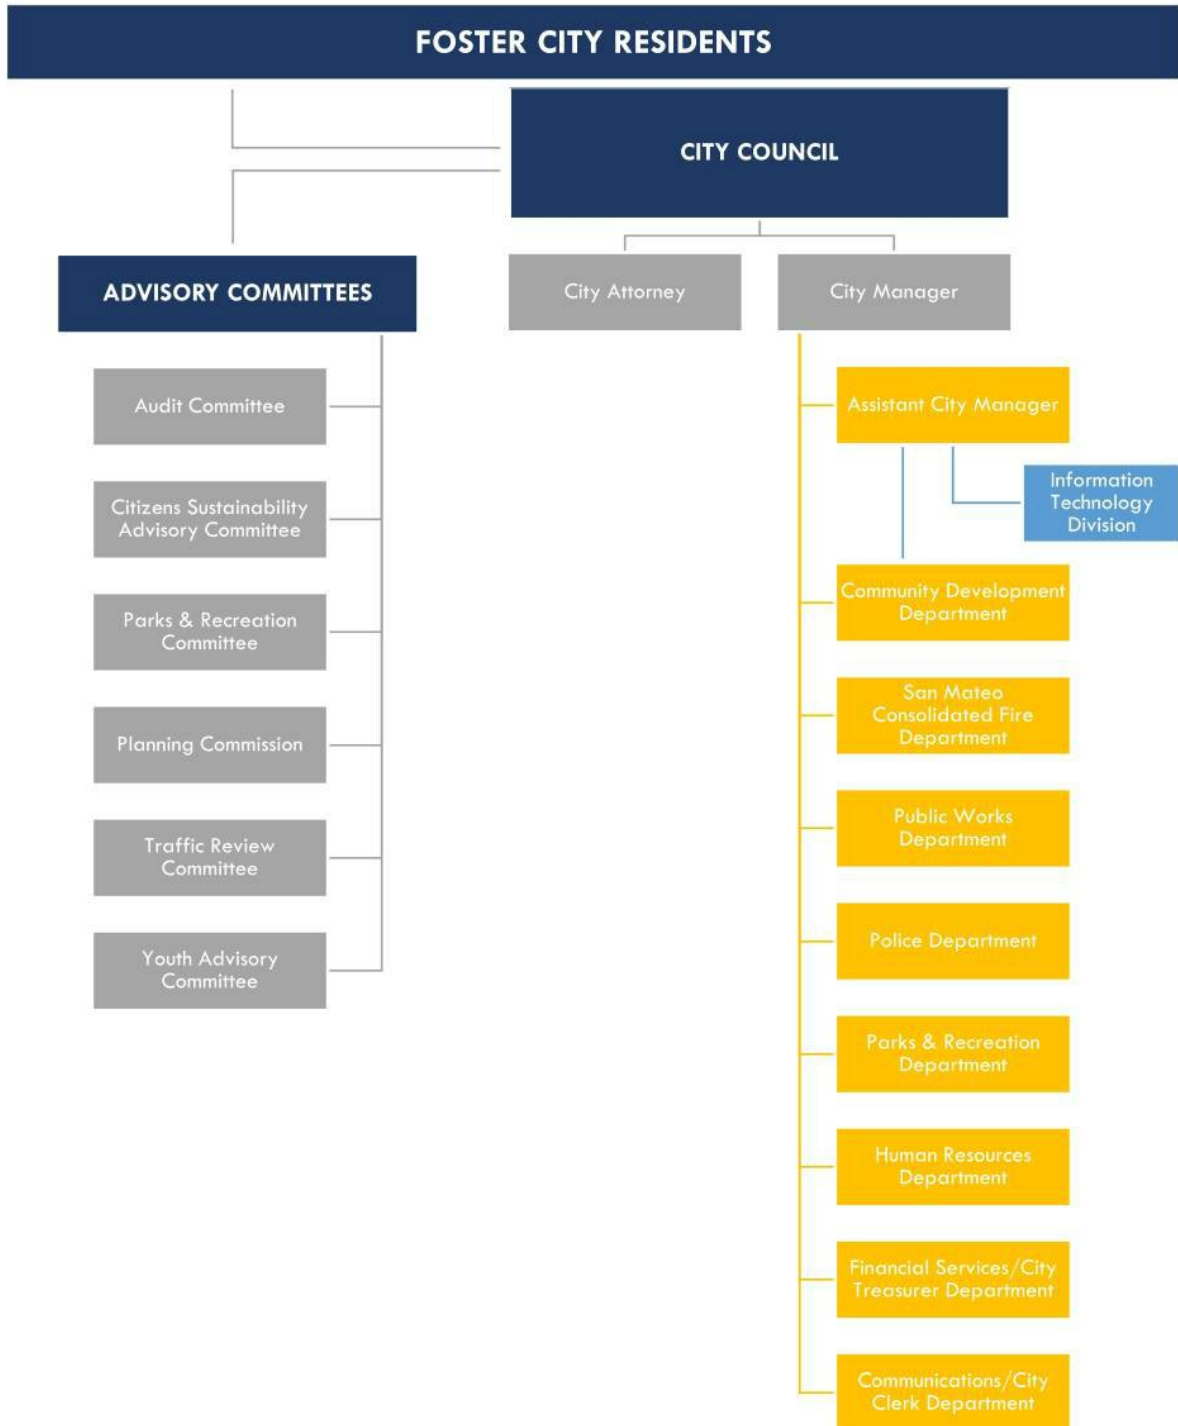 FOSTER CITY RESIDENTS
CITY COUNCIL
ADVISORY COMMITTEES
City Attorney
City Manager
Audit Committee
Citizens Sustainability
Advisory Committee
Parks & Recreation
Committee
Planning Commission
Traffic Review
Committee
Youth Advisory
Committee
Assistant City Manager
Information
Technology
Division
Community Development
Department
San Mateo
Consolidated Fire
Department
Public Works
Department
Police Department
Parks & Recreation
Department
Human Resources
Department
Financial Services/City
Treasurer Department
Communications/City
Clerk Department